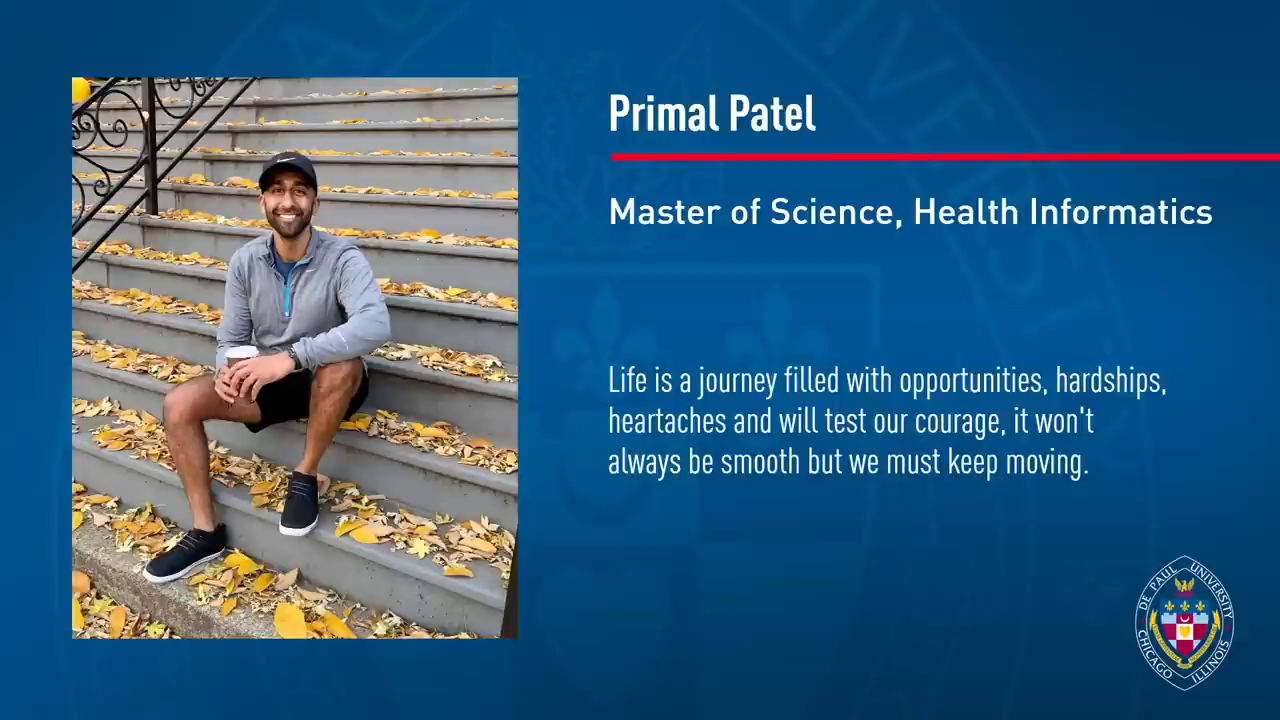 Primal Patel
Master of Science, Health Informatics
Life is a journey filled with opportunities, hardships,
heartaches and will test our courage, it won't
always be smooth but we must keep moving.
DE PAUL UNIVERSITY
CHICAGO ILLINOIS